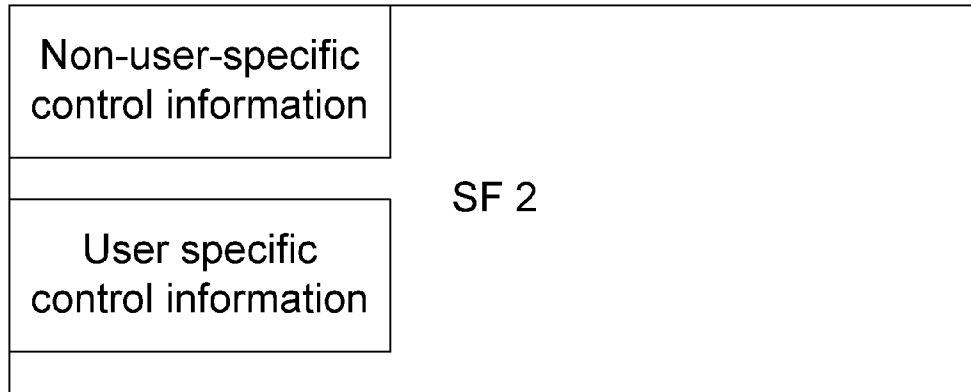 Non-user-specific
control information
SF 2
User specific
control information